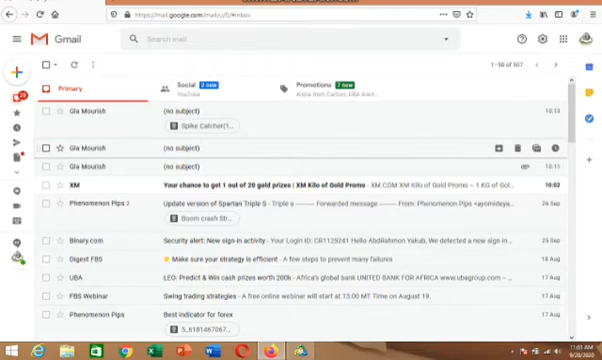 https://mail.google.com/mail/u/0/#inbox
Gmail
Search mail
1–50 of 507
Primary
Social 2 new
YouTube
Promotions 2 new
Gla Mourish (no subject) 10:13
Spike Catcher(1...
Gla Mourish (no subject)
Gla Mourish (no subject) 10:11
XM Your chance to get 1 out of 20 gold prizes | XM Kilo of Gold Promo - XM.COM XM Kilo of Gold Promo – 1 KG of Gol... 10:02
Phenomenon Pips 2 Update version of Spartan Triple S - Triple s ---------- Forwarded message --------- From: Phenomenon Pips <ayomideya... 26 Sep
Boom crash Str...
Binary.com Security alert: New sign-in activity - Your Login ID: CR1125241 Hello AbdRahmon Yakub, We detected a new sign in... 25 Sep
Digest FBS Make sure your strategy is efficient - A few steps to prevent many failures 18 Aug
UBA LEO: Predict & Win cash prizes worth 200k - Africa's global bank UNITED BANK FOR AFRICA www.ubagroup.com –... 17 Aug
FBS Webinar Swing trading strategies - A free online webinar will start at 15:00 MT Time on August 19. 17 Aug
Phenomenon Pips Best indicator for forex 17 Aug
5_6181467067...
11:03 AM
9/28/2020